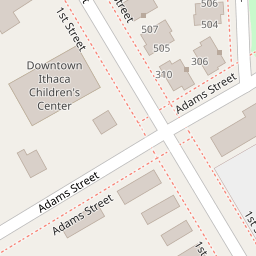 1st Street
507
505
506
504
306
310
Downtown
Ithaca
Children's
Center
Adams Street
Adams Street
Adams Street
1st
1st S